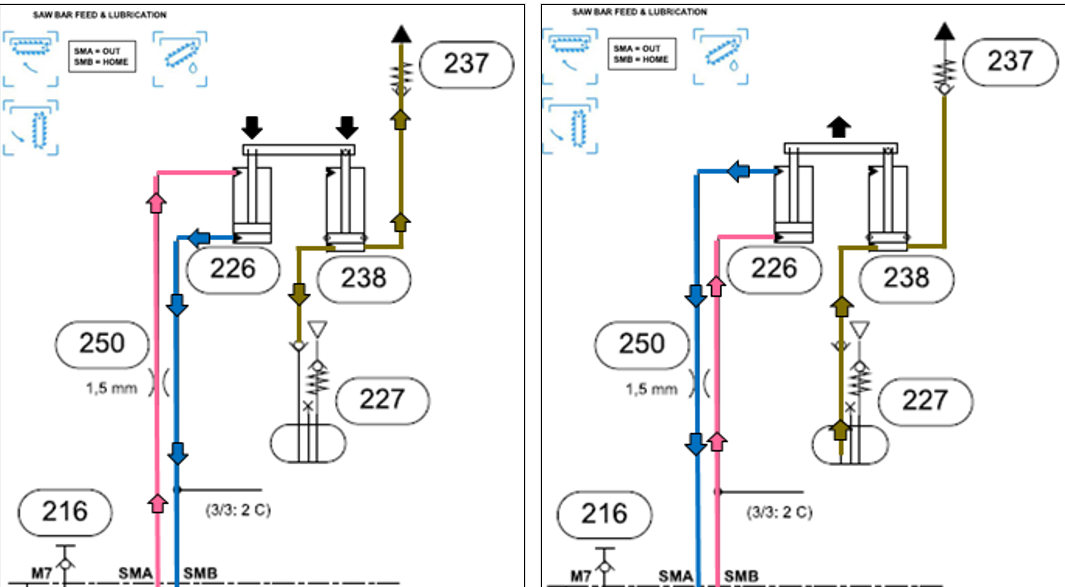 SAW BAR FEED & LUBRICATION
SMA = OUT
SMB = HOME
237
226
238
250
1,5 mm
227
216
(3/3: 2 C)
M7
SMA
SMB
SAW BAR FEED & LUBRICATION
SMA = OUT
SMB = HOME
237
226
238
250
1,5 mm
227
216
(3/3: 2 C)
M7
SMA
SMB